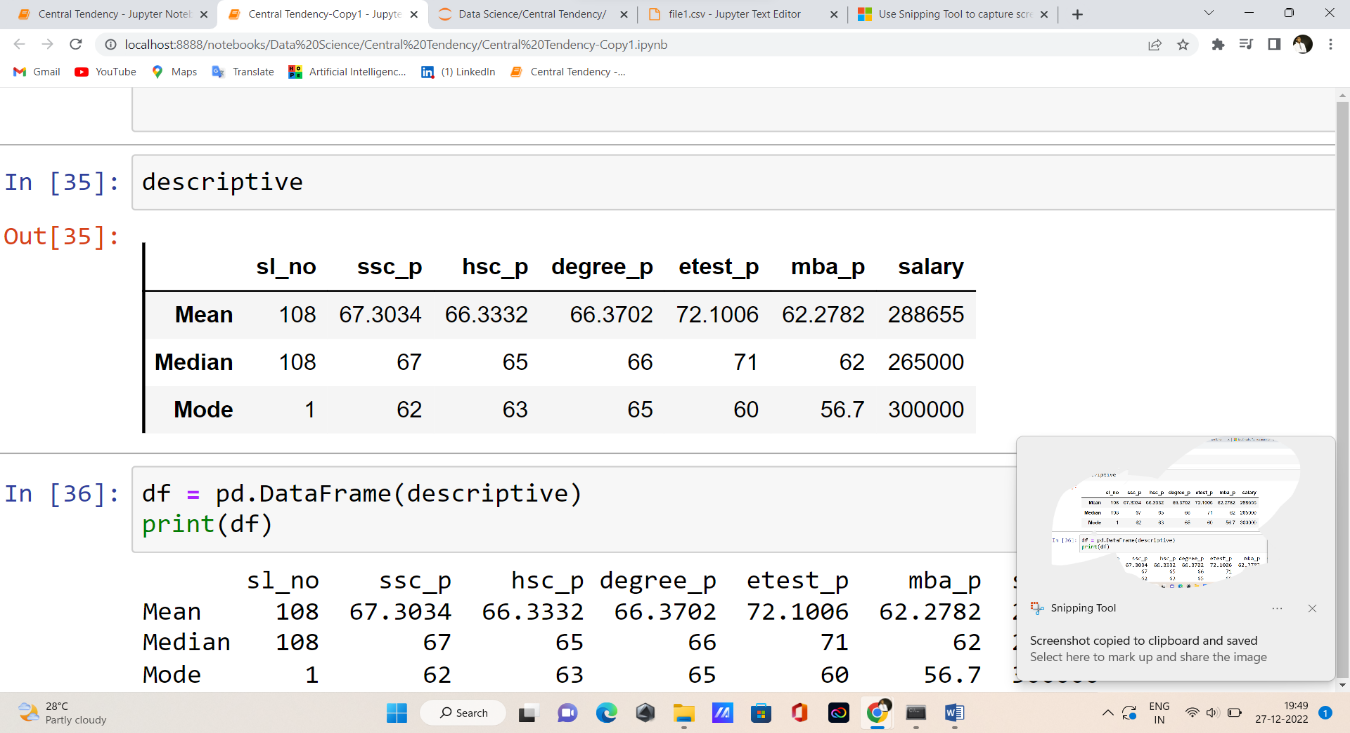 Central Tendency - Jupyter Noteb
Central Tendency-Copy1 - Jupyte
Data Science/Central Tendency/
file1.csv - Jupyter Text Editor
Use Snipping Tool to capture scre
localhost:8888/notebooks/Data%20Science/Central%20Tendency/Central%20Tendency-Copy1.ipynb
Gmail YouTube Maps Translate Artificial Intelligenc... (1) LinkedIn Central Tendency -...
In [35]: descriptive
Out[35]:
sl_no ssc_p hsc_p degree_p etest_p mba_p salary
Mean 108 67.3034 66.3332 66.3702 72.1006 62.2782 288655
Median 108 67 65 66 71 62 265000
Mode 1 62 63 65 60 56.7 300000
In [36]: df = pd.DataFrame(descriptive)
print(df)
sl_no ssc_p hsc_p degree_p etest_p mba_p
Mean 108 67.3034 66.3332 66.3702 72.1006 62.2782
Median 108 67 65 66 71 62
Mode 1 62 63 65 60 56.7
Snipping Tool
Screenshot copied to clipboard and saved
Select here to mark up and share the image
28°C
Partly cloudy
Search
ENG
IN
19:49
27-12-2022
1